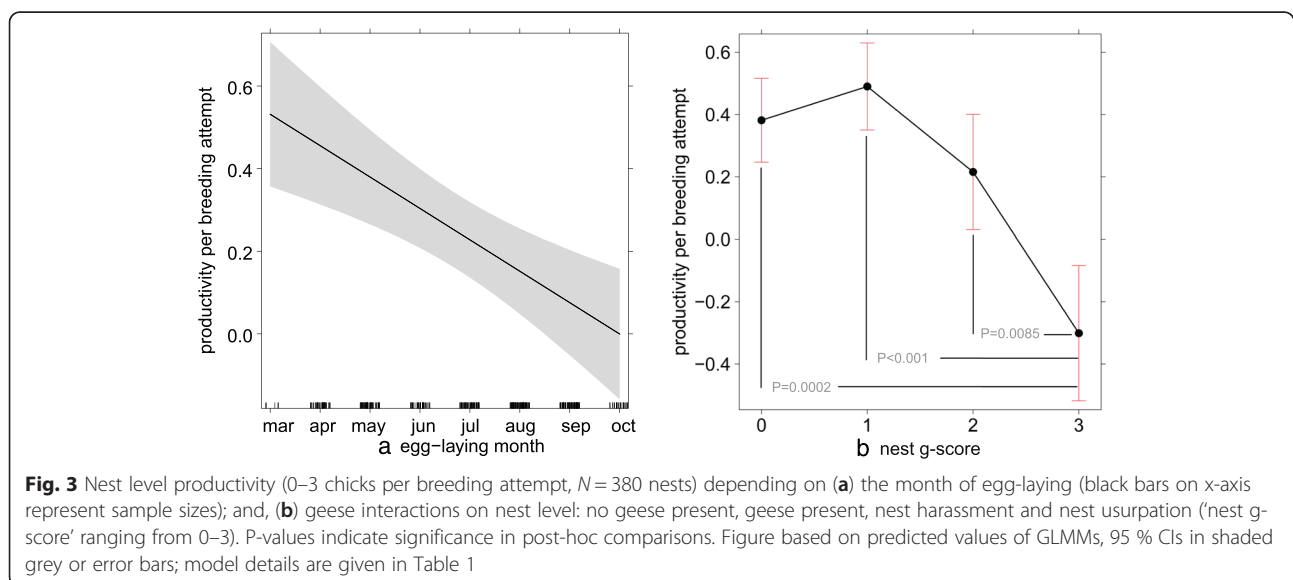 productivity per breeding attempt
0.6
0.4
0.2
0.0
mar apr may jun jul aug sep oct
a egg-laying month
productivity per breeding attempt
0.6
0.4
0.2
0.0
−0.2
−0.4
P=0.0085
P<0.001
P=0.0002
0 1 2 3
b nest g-score
Fig. 3 Nest level productivity (0–3 chicks per breeding attempt, N = 380 nests) depending on (a) the month of egg-laying (black bars on x-axis
represent sample sizes); and, (b) geese interactions on nest level: no geese present, geese present, nest harassment and nest usurpation (‘nest g-
score’ ranging from 0–3). P-values indicate significance in post-hoc comparisons. Figure based on predicted values of GLMMs, 95 % CIs in shaded
grey or error bars; model details are given in Table 1